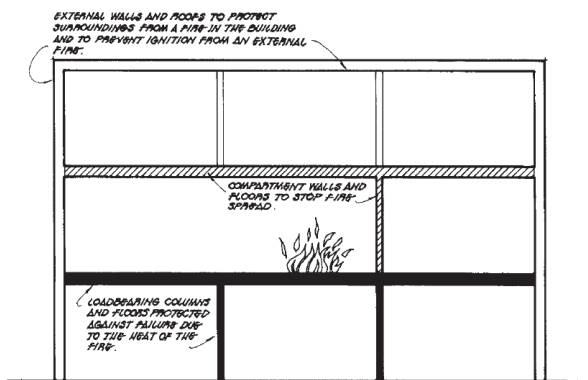 EXTERNAL WALLS AND ROOFS TO PROTECT
SURROUNDINGS FROM A FIRE IN THE BUILDING
AND TO PREVENT IGNITION FROM AN EXTERNAL
FIRE.
COMPARTMENT WALLS AND
FLOORS TO STOP FIRE
SPREAD.
LOADBEARING COLUMNS
AND FLOORS PROTECTED
AGAINST FAILURE DUE
TO THE HEAT OF THE
FIRE.